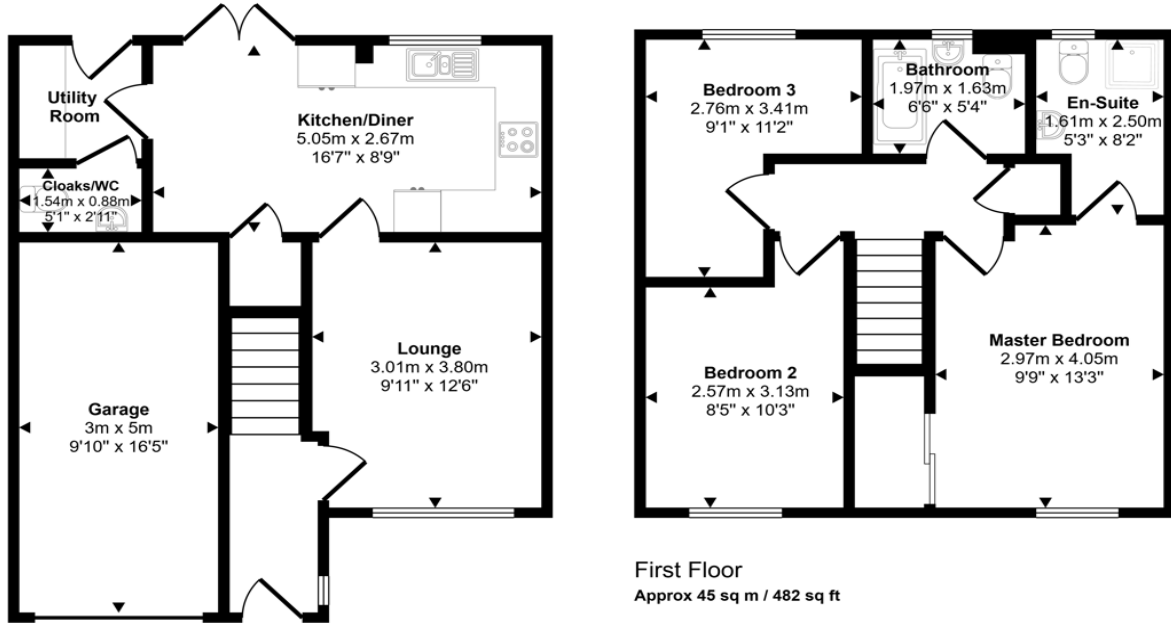 Utility
Room
Kitchen/Diner
5.05m x 2.67m
16'7" x 8'9"
Cloaks/WC
1.54m x 0.88m
5'1" x 2'11"
Lounge
3.01m x 3.80m
9'11" x 12'6"
Garage
3m x 5m
9'10" x 16'5"
Bedroom 3
2.76m x 3.41m
9'1" x 11'2"
Bathroom
1.97m x 1.63m
6'6" x 5'4"
En-Suite
1.61m x 2.50m
5'3" x 8'2"
Master Bedroom
2.97m x 4.05m
9'9" x 13'3"
Bedroom 2
2.57m x 3.13m
8'5" x 10'3"
First Floor
Approx 45 sq m / 482 sq ft